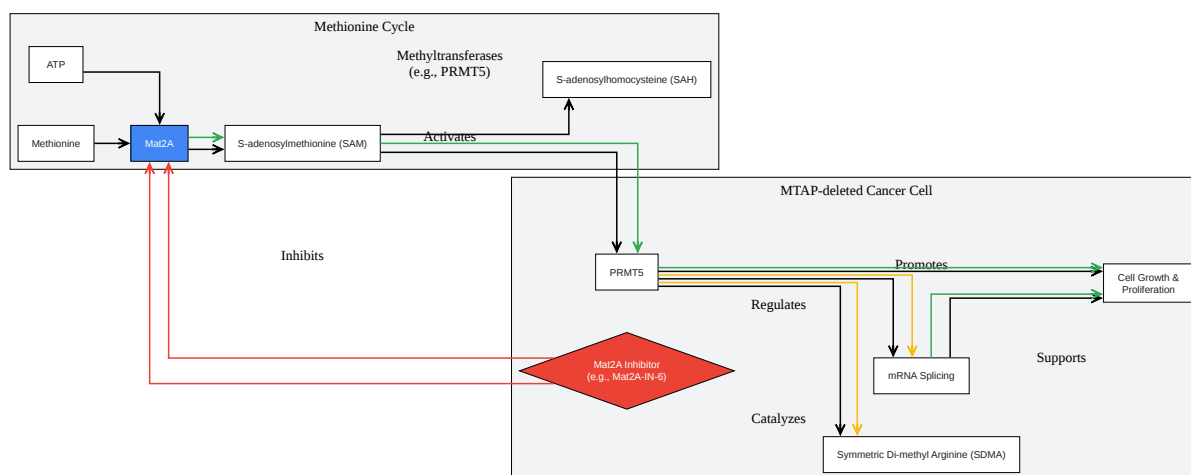 Methionine Cycle
ATP
Methyltransferases
(e.g., PRMT5)
S-adenosylhomocysteine (SAH)
Methionine
Mat2A
S-adenosylmethionine (SAM)
Activates
MTAP-deleted Cancer Cell
Inhibits
PRMT5
Promotes
Cell Growth &
Proliferation
Regulates
Mat2A Inhibitor
(e.g., Mat2A-IN-6)
mRNA Splicing
Supports
Catalyzes
Symmetric Di-methyl Arginine (SDMA)